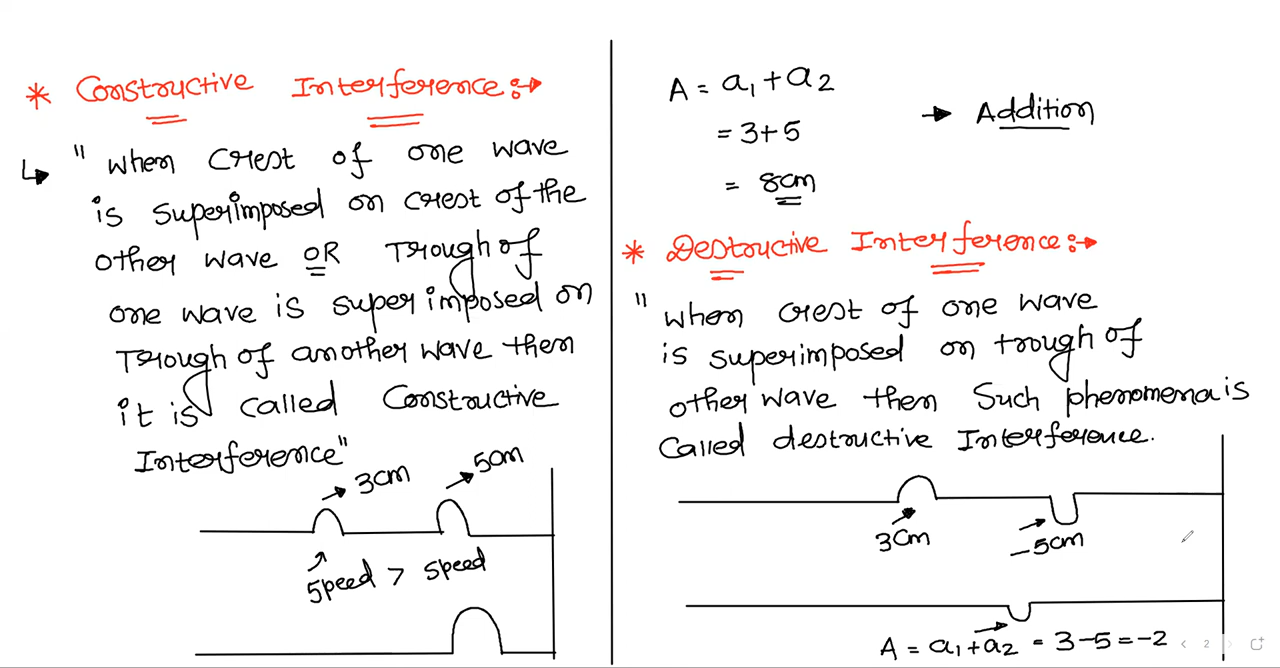 * Constructive Interference:→
↳ "when crest of one wave
is superimposed on crest of the
other wave OR Trough of
one wave is superimposed on
Trough of another wave then
it is called Constructive
Interference"
→ 3cm → 5cm
Speed > Speed
A = a₁ + a₂
= 3+5 → Addition
= 8cm
* Destructive Interference:→
" when crest of one wave
is superimposed on trough of
other wave then Such phenomena is
Called destructive Interference.
3cm -5cm
A = a₁ + a₂ = 3-5 = -2
2